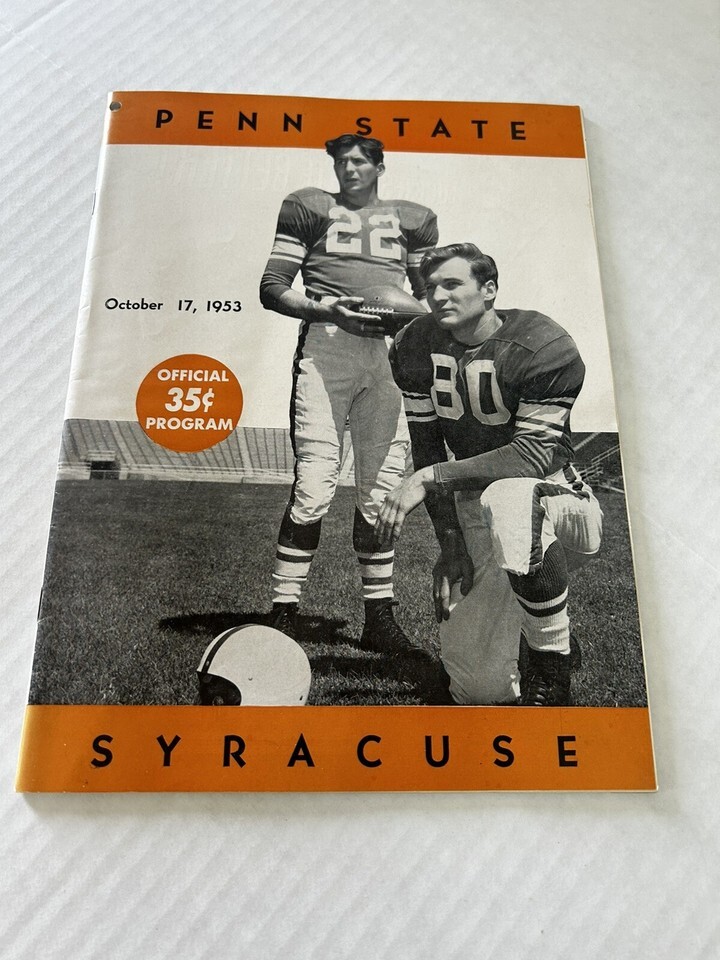 PENN STATE
22
October 17, 1953
80
OFFICIAL
35¢
PROGRAM
SYRACUSE